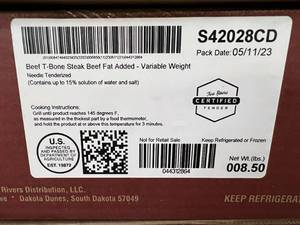 S42028CD
Pack Date: 05/11/23
Beef T-Bone Steak Beef Fat Added - Variable Weight
Needle Tenderized
(Contains up to 15% solution of water and salt)
Cooking Instructions:
Grill until product reaches 145 degrees F,
as measured in the thickest part by a food thermometer,
and hold the product at or above that temperature for 3 minutes.
CERTIFIED
TENDER
U.S.
INSPECTED
AND PASSED BY
DEPARTMENT OF
AGRICULTURE
EST. 19872
Not for Retail Sale
Keep Refrigerated or Frozen
044312864
Net Wt.(lbs.)
008.50
Rivers Distribution, LLC.
Dakota Dunes, South Dakota 57049
KEEP REFRIGERA